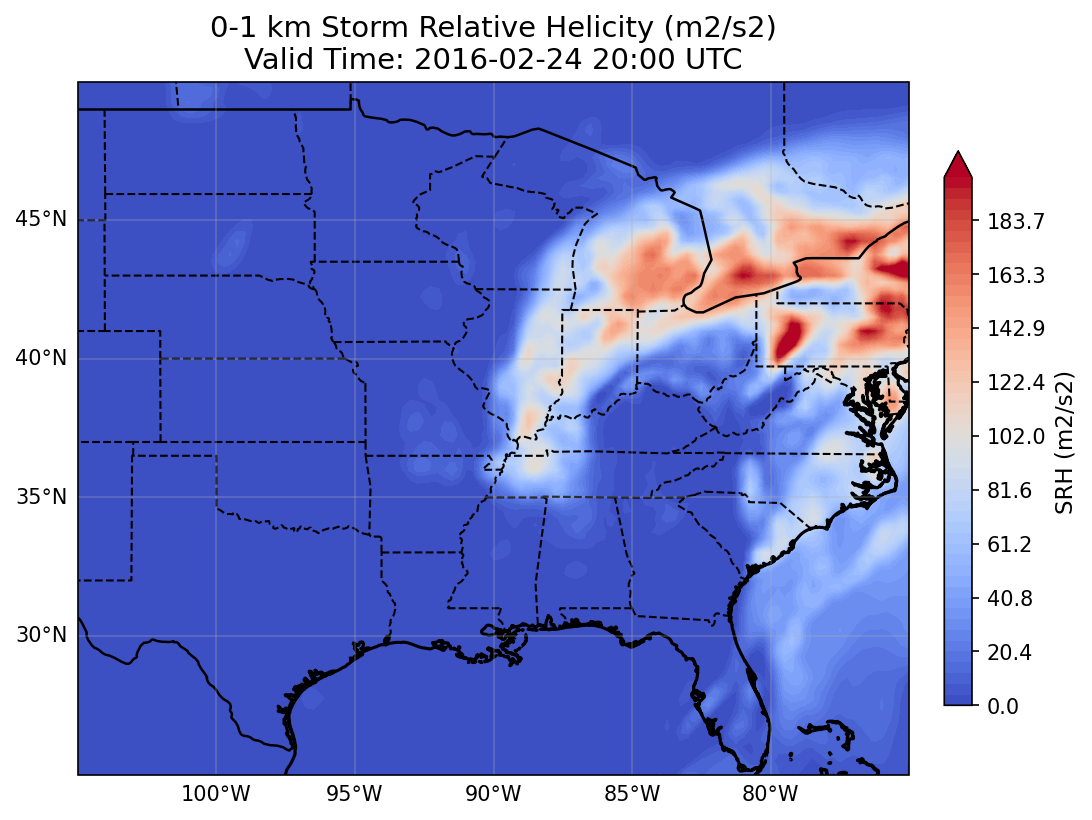 0-1 km Storm Relative Helicity (m2/s2)
Valid Time: 2016-02-24 20:00 UTC
45°N
40°N
35°N
30°N
100°W
95°W
90°W
85°W
80°W
183.7
163.3
142.9
122.4
102.0
81.6
61.2
40.8
20.4
0.0
SRH (m2/s2)